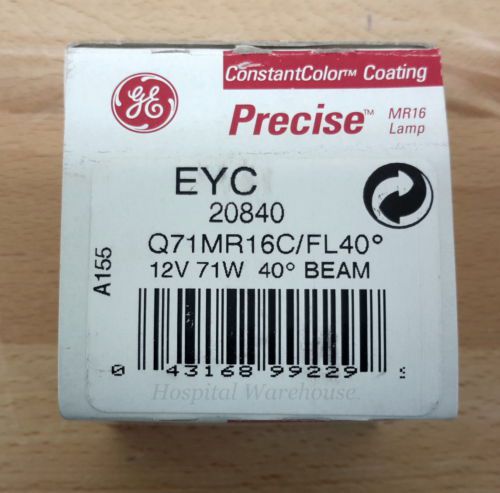 GE
ConstantColor™ Coating
Precise™ MR16
Lamp
EYC
20840
Q71MR16C/FL40°
12V 71W 40° BEAM
A155
0 43168 99229
Hospital Warehouse.